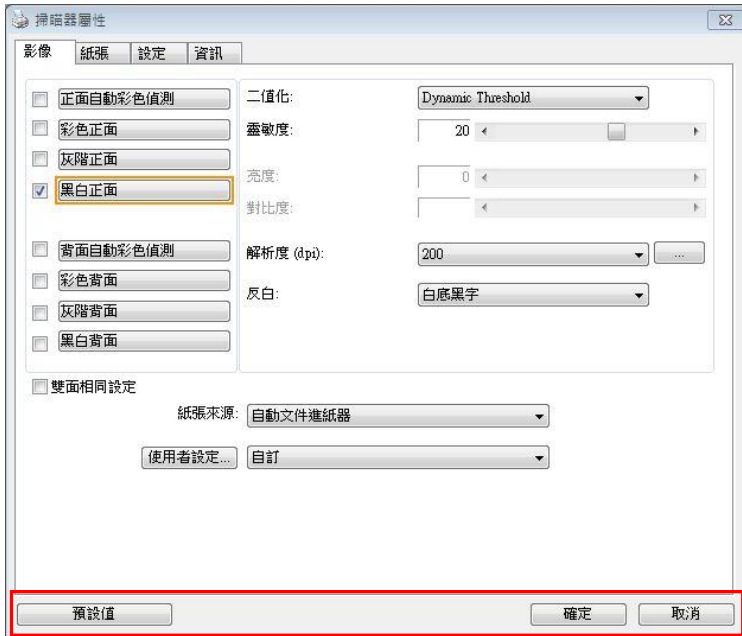 掃瞄器屬性
影像 紙張 設定 資訊
正面自動彩色偵測
彩色正面
灰階正面
黑白正面
背面自動彩色偵測
彩色背面
灰階背面
黑白背面
二值化: Dynamic Threshold
靈敏度: 20
亮度: 0
對比度:
解析度 (dpi): 200 ...
反白: 白底黑字
雙面相同設定
紙張來源: 自動文件進紙器
使用者設定... 自訂
預設值 確定 取消